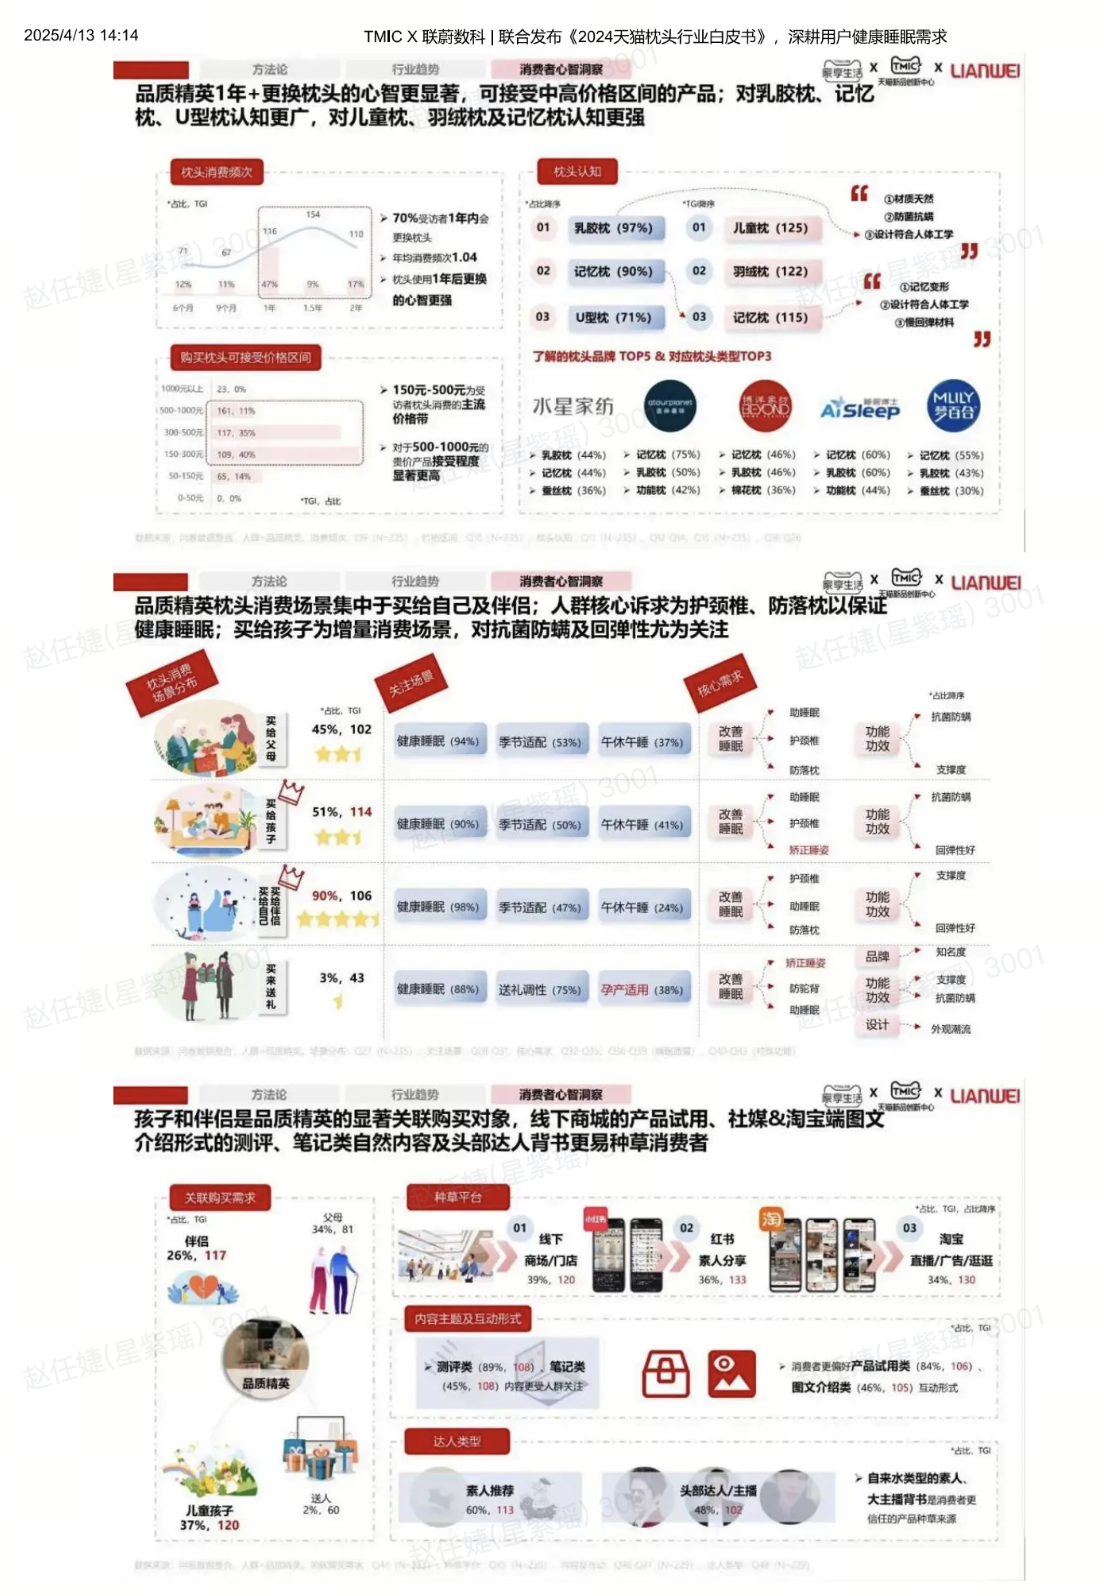 2025/4/13 14:14
TMIC X 联蔚数科 | 联合发布《2024天猫枕头行业白皮书》，深耕用户健康睡眠需求
方法论
行业趋势
消费者心智洞察
家享生活 X TMIC 天猫新品创新中心 X LIANWEI
品质精英1年+更换枕头的心智更显著，可接受中高价格区间的产品；对乳胶枕、记忆
枕、U型枕认知更广，对儿童枕、羽绒枕及记忆枕认知更强
枕头消费频次
*占比、TGI
71
67
116
154
110
12%
11%
47%
9%
17%
6个月
9个月
1年
1.5年
2年
70%受访者1年内会
更换枕头
年均消费频次1.04
枕头使用1年后更换
的心智更强
购买枕头可接受价格区间
1000元以上 23, 0%
500-1000元 161, 11%
300-500元 117, 35%
150-300元 109, 40%
50-150元 65, 14%
0-50元 0, 0%
*TGI, 占比
150元-500元为受
访者枕头消费的主流
价格带
对于500-1000元的
贵价产品接受程度
显著更高
枕头认知
*占比降序
*TGI降序
01 乳胶枕（97%）
01 儿童枕（125）
02 记忆枕（90%）
02 羽绒枕（122）
03 U型枕（71%）
03 记忆枕（115）
①材质天然
②防菌抗螨
③设计符合人体工学
①记忆变形
②设计符合人体工学
③慢回弹材料
了解的枕头品牌 TOP5 & 对应枕头类型TOP3
水星家纺
atourplanet
博洋家纺
BEYOND
睡眠博士
AiSleep
MLILY
梦百合
乳胶枕（44%）
记忆枕（75%）
记忆枕（46%）
记忆枕（60%）
记忆枕（55%）
记忆枕（44%）
乳胶枕（50%）
乳胶枕（46%）
乳胶枕（60%）
乳胶枕（43%）
蚕丝枕（36%）
功能枕（42%）
棉花枕（36%）
功能枕（44%）
蚕丝枕（30%）
方法论
行业趋势
消费者心智洞察
家享生活 X TMIC 天猫新品创新中心 X LIANWEI
品质精英枕头消费场景集中于买给自己及伴侣；人群核心诉求为护颈椎、防落枕以保证
健康睡眠；买给孩子为增量消费场景，对抗菌防螨及回弹性尤为关注
枕头消费
场景分布
关注场景
核心需求
*占比、TGI
*占比降序
买给父母
45%, 102
健康睡眠（94%）
季节适配（53%）
午休午睡（37%）
改善
睡眠
助睡眠
护颈椎
防落枕
功能
功效
抗菌防螨
支撑度
买给孩子
51%, 114
健康睡眠（90%）
季节适配（50%）
午休午睡（41%）
改善
睡眠
助睡眠
护颈椎
矫正睡姿
功能
功效
抗菌防螨
回弹性好
买给伴侣
买给自己
90%, 106
健康睡眠（98%）
季节适配（47%）
午休午睡（24%）
改善
睡眠
护颈椎
助睡眠
防落枕
功能
功效
支撑度
回弹性好
买来送礼
3%, 43
健康睡眠（88%）
送礼调性（75%）
孕产适用（38%）
改善
睡眠
矫正睡姿
防驼背
助睡眠
品牌
知名度
功能
功效
支撑度
抗菌防螨
设计
外观潮流
方法论
行业趋势
消费者心智洞察
家享生活 X TMIC 天猫新品创新中心 X LIANWEI
孩子和伴侣是品质精英的显著关联购买对象，线下商城的产品试用、社媒&淘宝端图文
介绍形式的测评、笔记类自然内容及头部达人背书更易种草消费者
关联购买需求
*占比、TGI
伴侣
26%, 117
父母
34%, 81
品质精英
儿童孩子
37%, 120
送人
2%, 60
种草平台
*占比, TGI, 占比降序
01
线下
商场/门店
39%, 120
小红书
02
红书
素人分享
36%, 133
淘
03
淘宝
直播/广告/逛逛
34%, 130
内容主题及互动形式
*占比、TGI
测评类（89%, 108）、笔记类
（45%, 108）内容更受人群关注
消费者更偏好产品试用类（84%, 106）、
图文介绍类（46%, 105）互动形式
达人类型
*占比、TGI
素人推荐
60%, 113
头部达人/主播
48%, 102
自来水类型的素人、
大主播背书是消费者更
信任的产品种草来源
赵任婕(星紫瑶) 3001